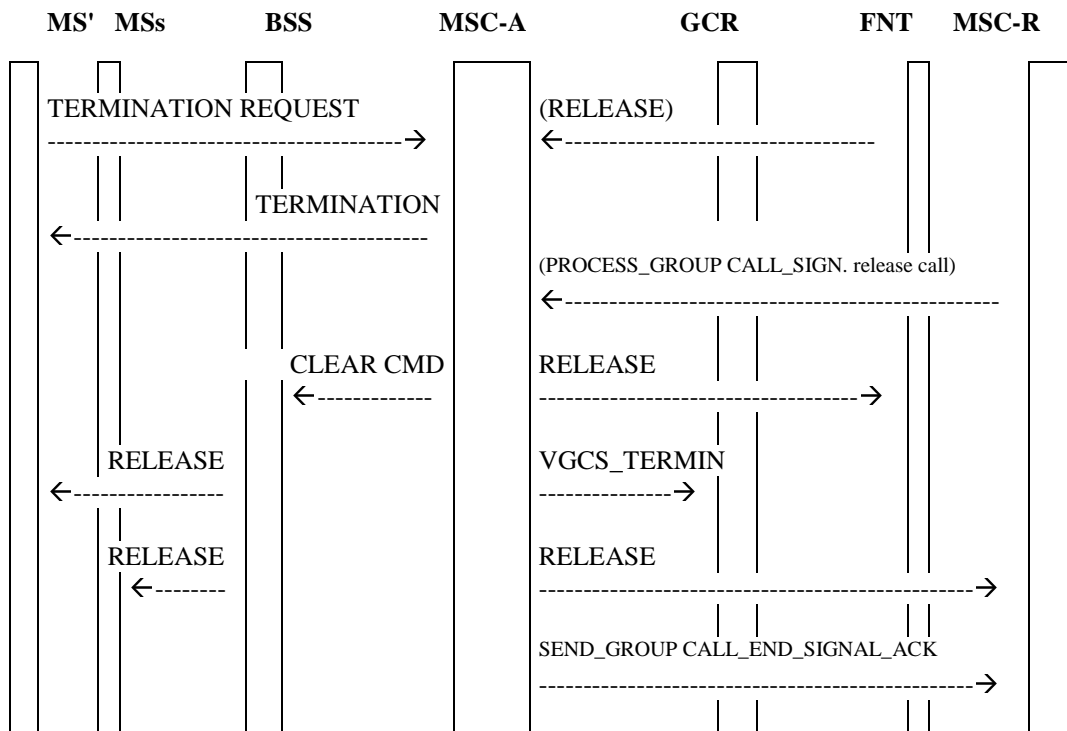 MS' MSs BSS MSC-A GCR FNT MSC-R
TERMINATION REQUEST (RELEASE)
TERMINATION
(PROCESS_GROUP CALL_SIGN. release call)
CLEAR CMD RELEASE
RELEASE VGCS_TERMIN
RELEASE RELEASE
SEND_GROUP CALL_END_SIGNAL_ACK